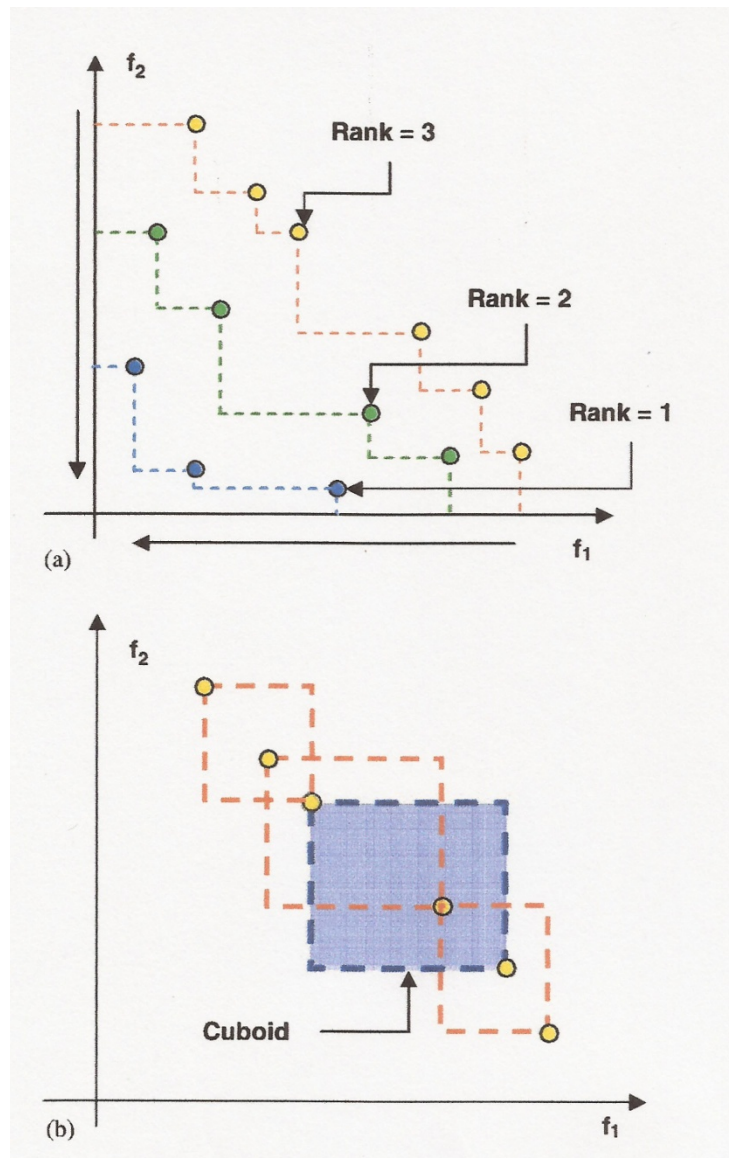 f₂
Rank = 3
Rank = 2
Rank = 1
f₁
(a)
f₂
Cuboid
f₁
(b)